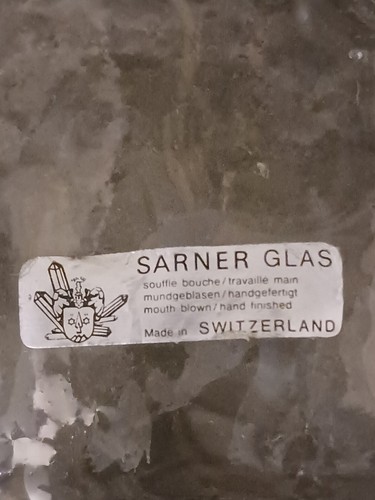 SARNER GLAS
souffle bouche/travaille main
mundgeblasen/handgefertigt
mouth blown/hand finished
Made in SWITZERLAND